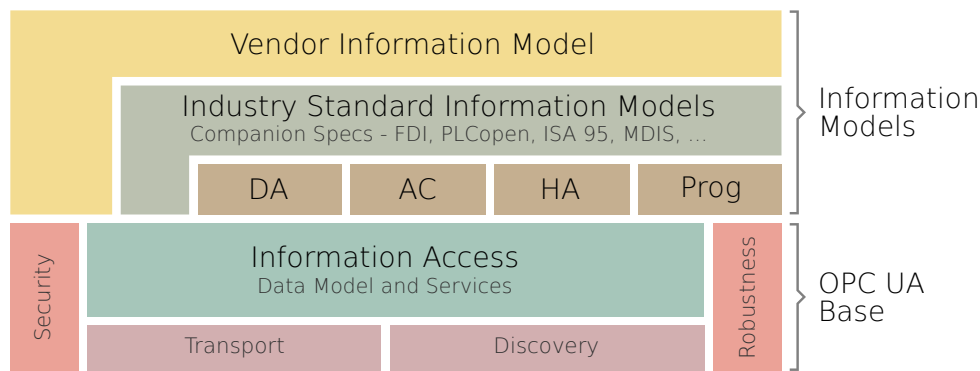 Vendor Information Model
Industry Standard Information Models
Companion Specs - FDI, PLCopen, ISA 95, MDIS, ...
DA
AC
HA
Prog
Information
Models
Security
Information Access
Data Model and Services
Transport
Discovery
Robustness
OPC UA
Base